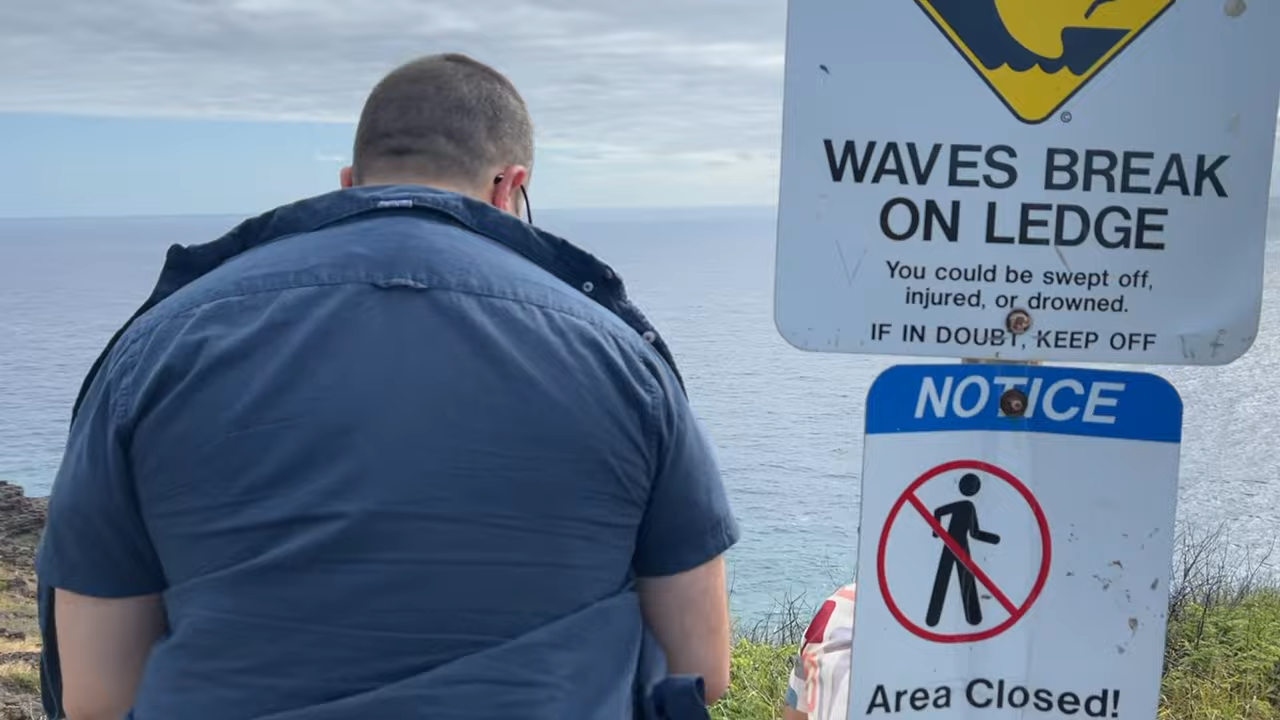 ©
WAVES BREAK
ON LEDGE
You could be swept off,
injured, or drowned.
IF IN DOUBT, KEEP OFF
NOTICE
Area Closed!